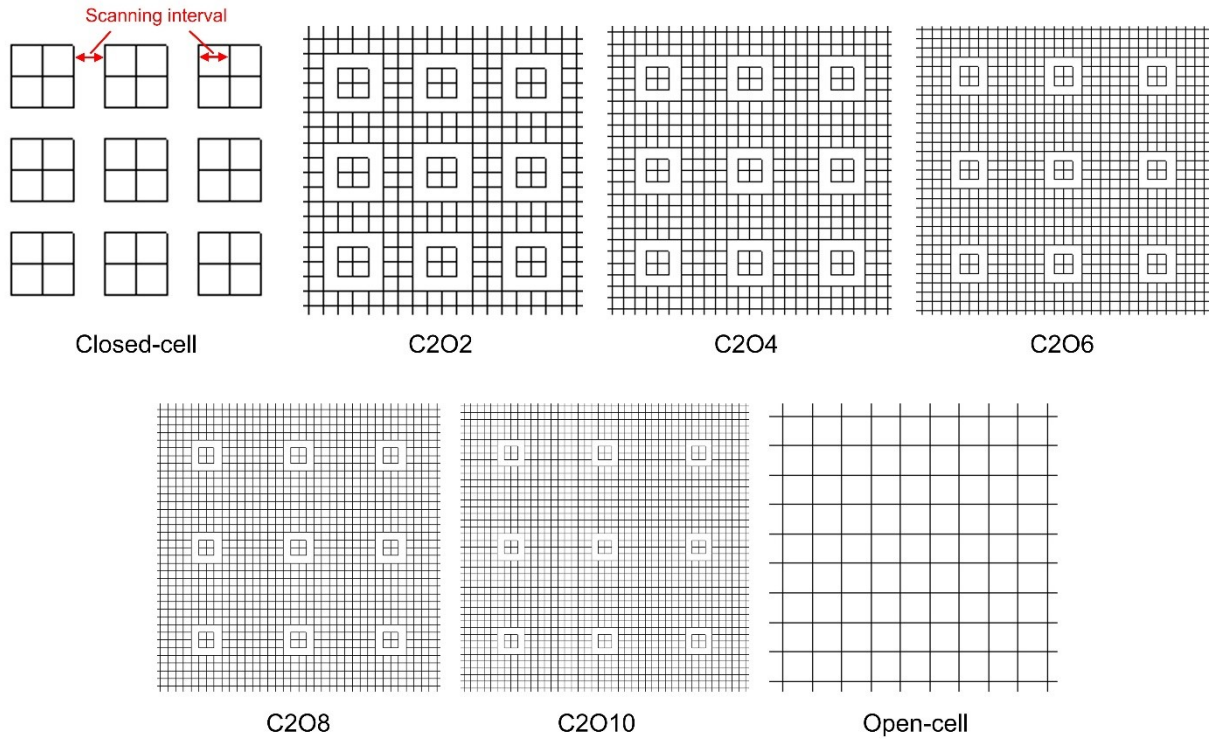 Scanning interval
Closed-cell
C2O2
C2O4
C2O6
C2O8
C2O10
Open-cell